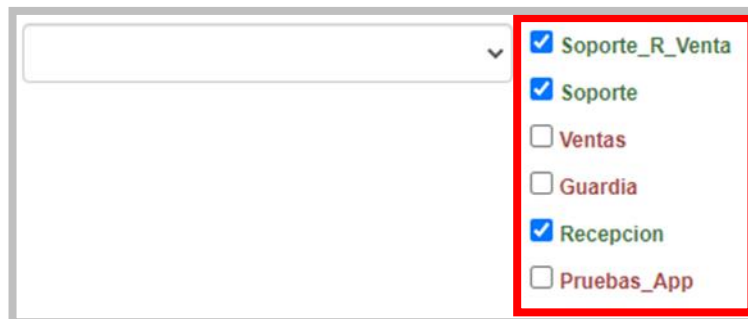 Soporte_R_Venta
Soporte
Ventas
Guardia
Recepcion
Pruebas_App